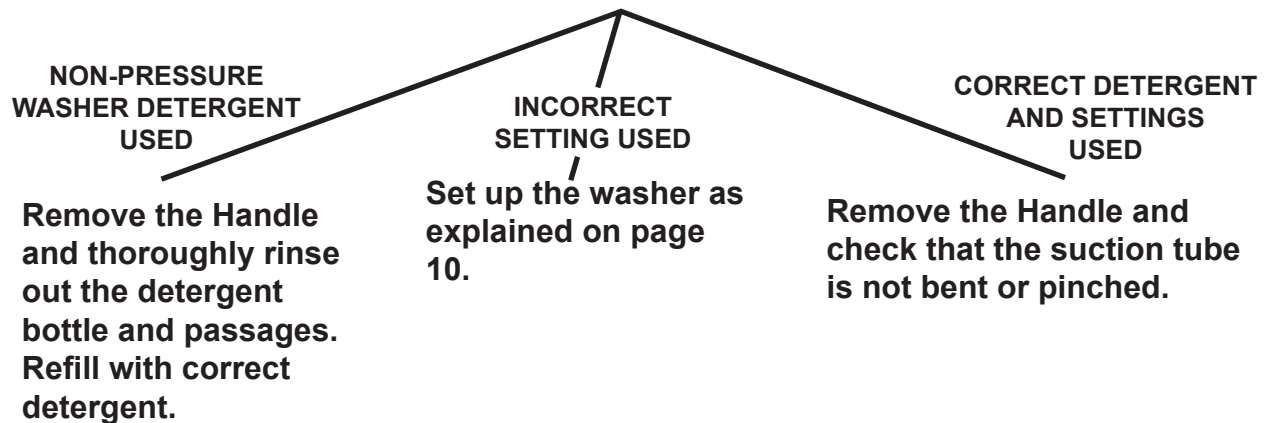 NON-PRESSURE
WASHER DETERGENT
USED
Remove the Handle
and thoroughly rinse
out the detergent
bottle and passages.
Refill with correct
detergent.
INCORRECT
SETTING USED
Set up the washer as
explained on page
10.
CORRECT DETERGENT
AND SETTINGS
USED
Remove the Handle and
check that the suction tube
is not bent or pinched.